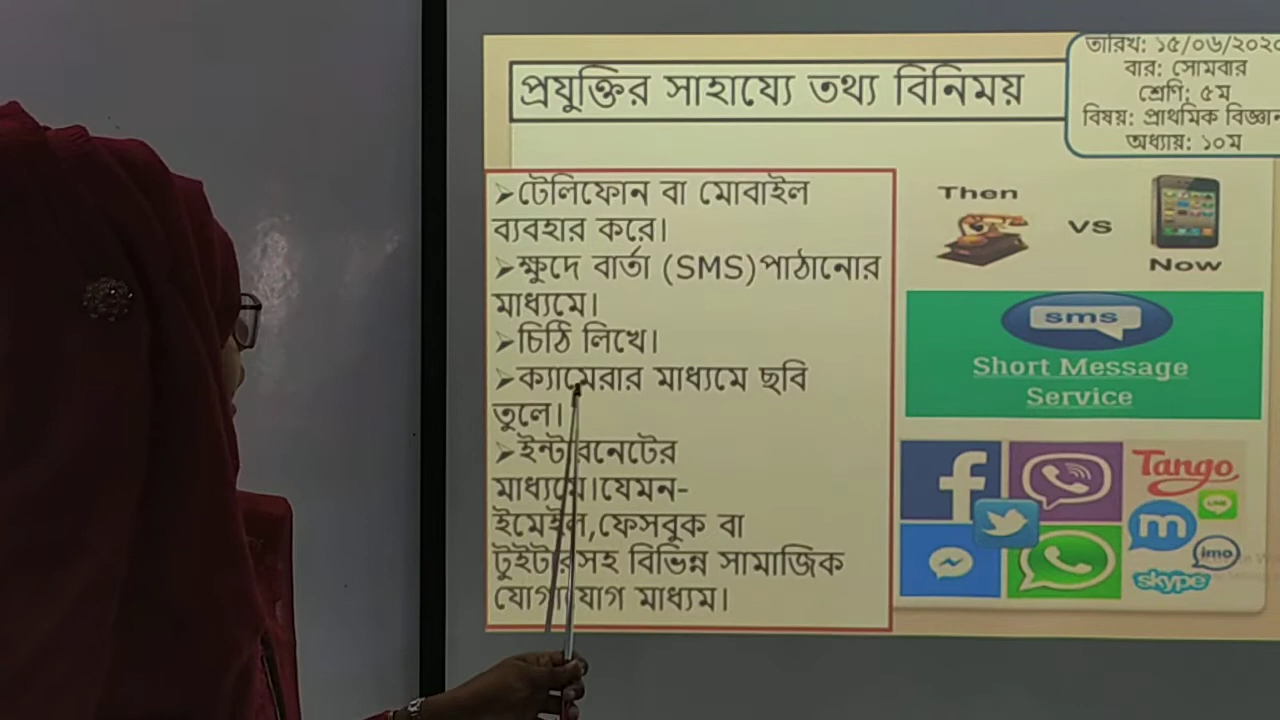 প্রযুক্তির সাহায্যে তথ্য বিনিময়
তারিখ: ১৫/০৬/২০২০
বার: সোমবার
শ্রেণি: ৫ম
বিষয়: প্রাথমিক বিজ্ঞান
অধ্যায়: ১০ম
➢টেলিফোন বা মোবাইল
ব্যবহার করে।
➢ক্ষুদে বার্তা (SMS)পাঠানোর
মাধ্যমে।
➢চিঠি লিখে।
➢ক্যামেরার মাধ্যমে ছবি
তুলে।
➢ইন্টারনেটের
মাধ্যমে।যেমন-
ইমেইল,ফেসবুক বা
টুইটারসহ বিভিন্ন সামাজিক
যোগাযোগ মাধ্যম।
Then
vs
Now
sms
Short Message
Service
Tango
LINE
imo
skype